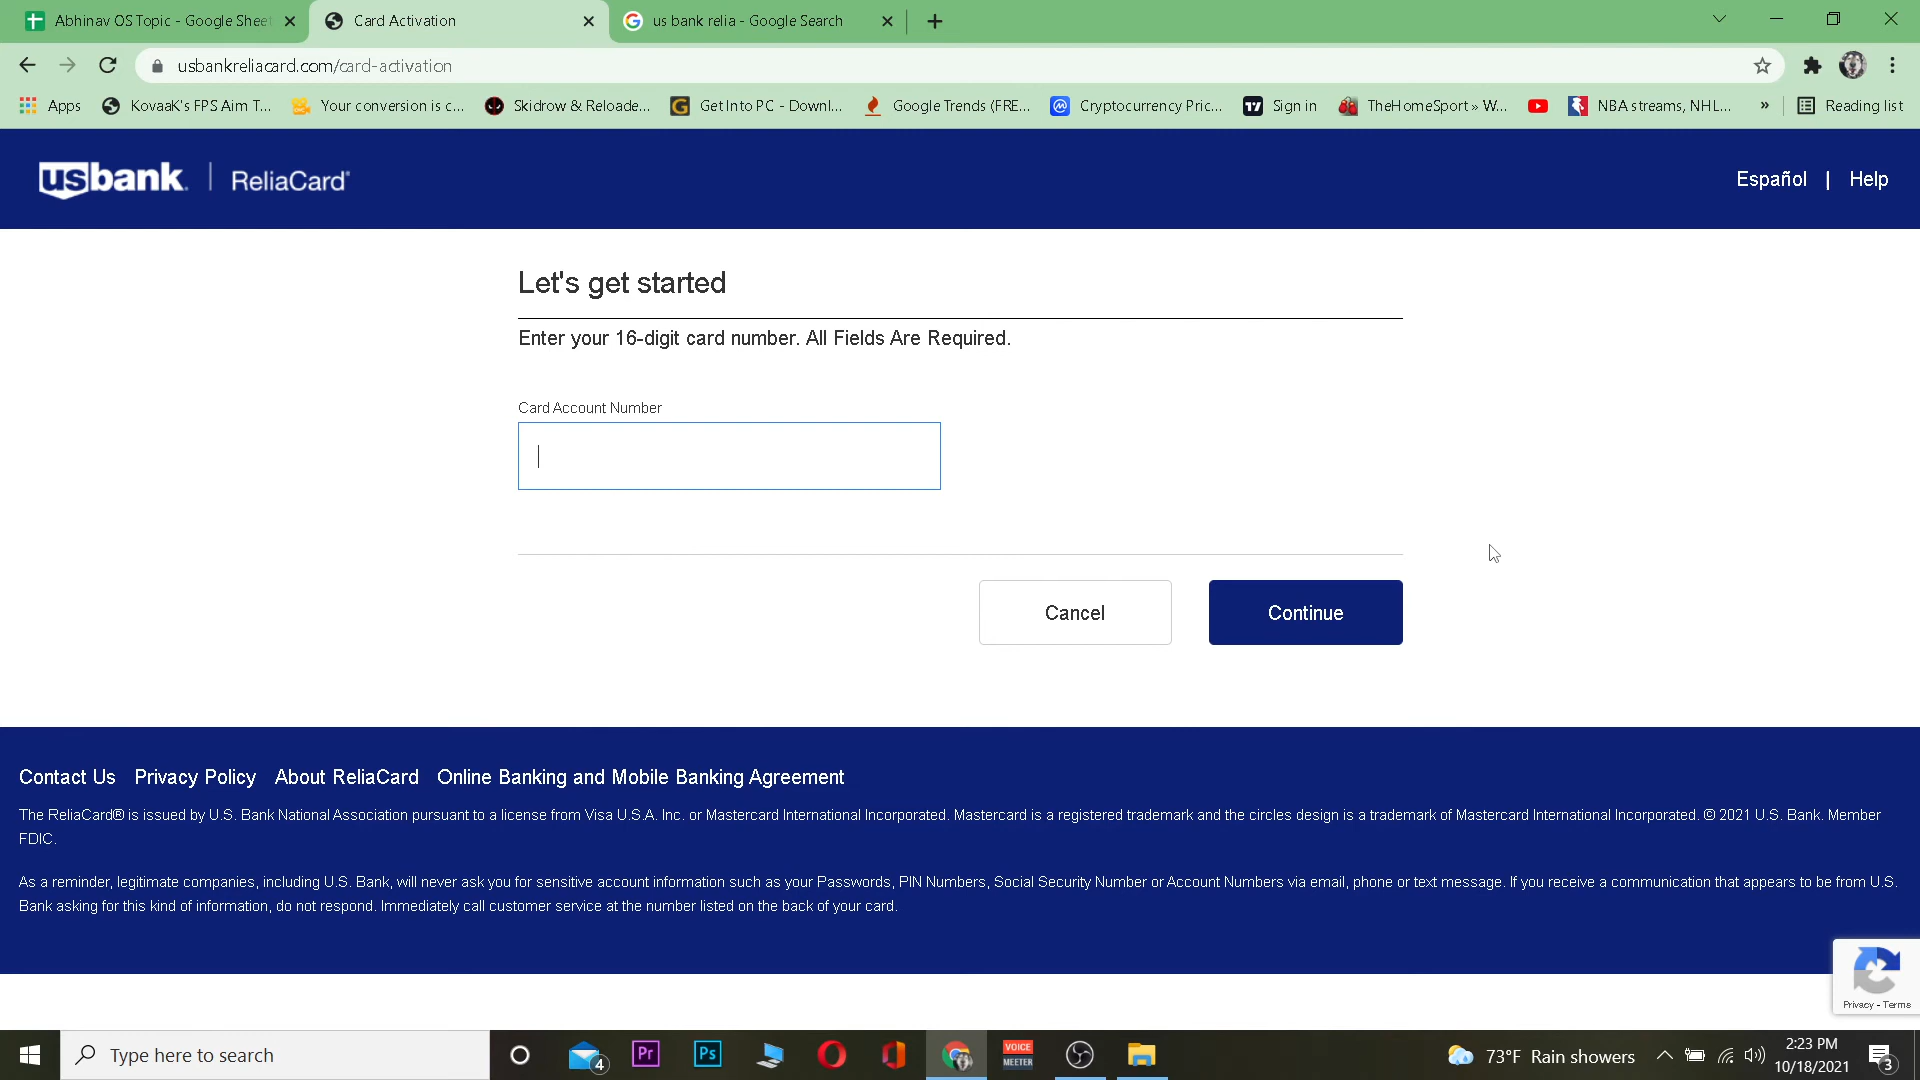 Abhinav OS Topic - Google Sheet
Card Activation
us bank relia - Google Search
usbankreliacard.com/card-activation
Apps
KovaaK's FPS Aim T...
Your conversion is c...
Skidrow & Reloade...
Get Into PC - Downl...
Google Trends (FRE...
Cryptocurrency Pric...
Sign in
TheHomeSport » W...
NBA streams, NHL...
»
Reading list
usbank. | ReliaCard®
Español | Help
Let's get started
Enter your 16-digit card number. All Fields Are Required.
Card Account Number
Cancel
Continue
Contact Us Privacy Policy About ReliaCard Online Banking and Mobile Banking Agreement
The ReliaCard® is issued by U.S. Bank National Association pursuant to a license from Visa U.S.A. Inc. or Mastercard International Incorporated. Mastercard is a registered trademark and the circles design is a trademark of Mastercard International Incorporated. © 2021 U.S. Bank. Member
FDIC.
As a reminder, legitimate companies, including U.S. Bank, will never ask you for sensitive account information such as your Passwords, PIN Numbers, Social Security Number or Account Numbers via email, phone or text message. If you receive a communication that appears to be from U.S.
Bank asking for this kind of information, do not respond. Immediately call customer service at the number listed on the back of your card.
Privacy - Terms
Type here to search
4
Pr
Ps
VOICE
MEETER
73°F Rain showers
2:23 PM
10/18/2021
3